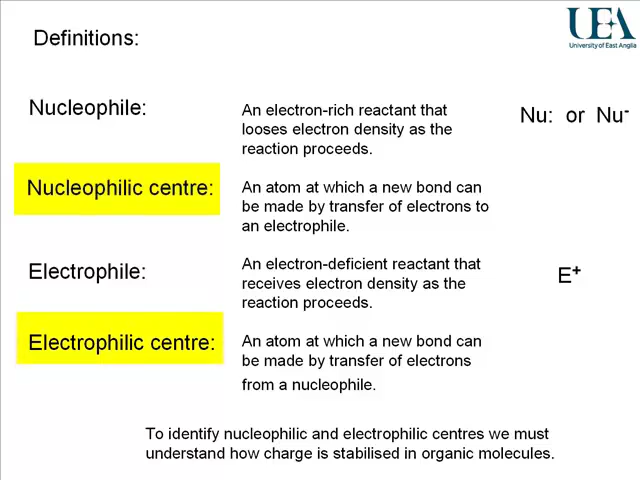 Definitions:
UEA
University of East Anglia
Nucleophile:
An electron-rich reactant that
looses electron density as the
reaction proceeds.
Nu: or Nu-
Nucleophilic centre:
An atom at which a new bond can
be made by transfer of electrons to
an electrophile.
Electrophile:
An electron-deficient reactant that
receives electron density as the
reaction proceeds.
E+
Electrophilic centre:
An atom at which a new bond can
be made by transfer of electrons
from a nucleophile.
To identify nucleophilic and electrophilic centres we must
understand how charge is stabilised in organic molecules.